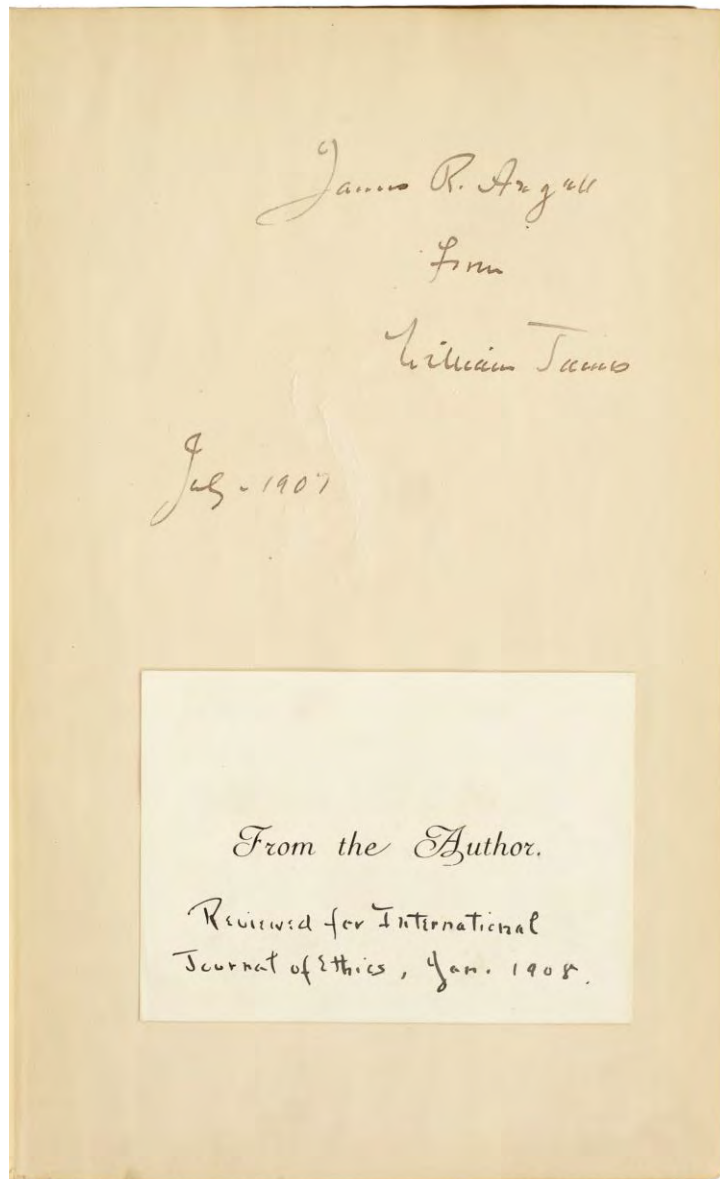 James R. Angell
from
William James
July - 1907
From the Author.
Reviewed for International
Journal of Ethics, Jan. 1908.